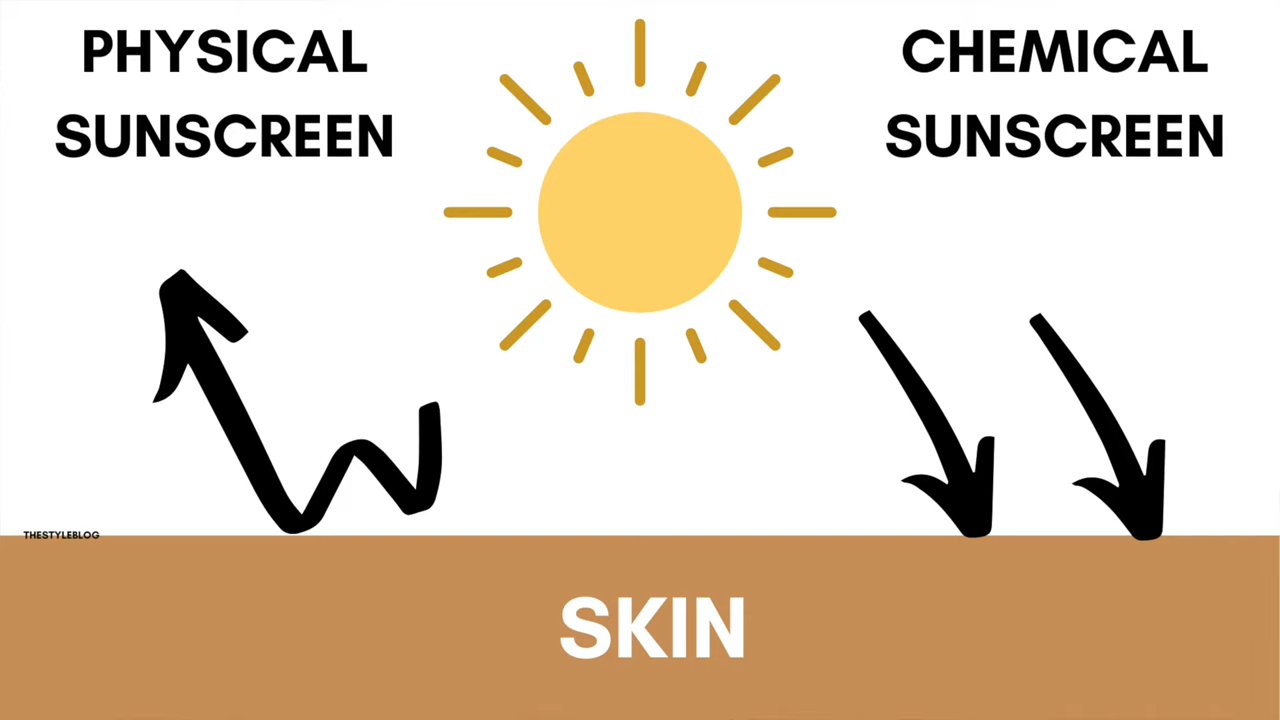 PHYSICAL
SUNSCREEN
CHEMICAL
SUNSCREEN
THESTYLEBLOG
SKIN